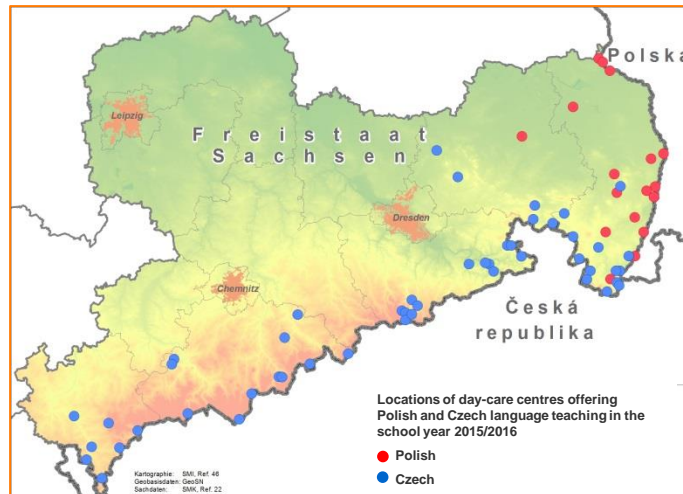 Polska
Leipzig
Freistaat
Sachsen
Dresden
Chemnitz
Česká
republika
Locations of day-care centres offering
Polish and Czech language teaching in the
school year 2015/2016
Polish
Czech
Kartographie: SMI, Ref. 46
Geobasisdaten: GeoSN
Sachdaten: SMK, Ref. 22